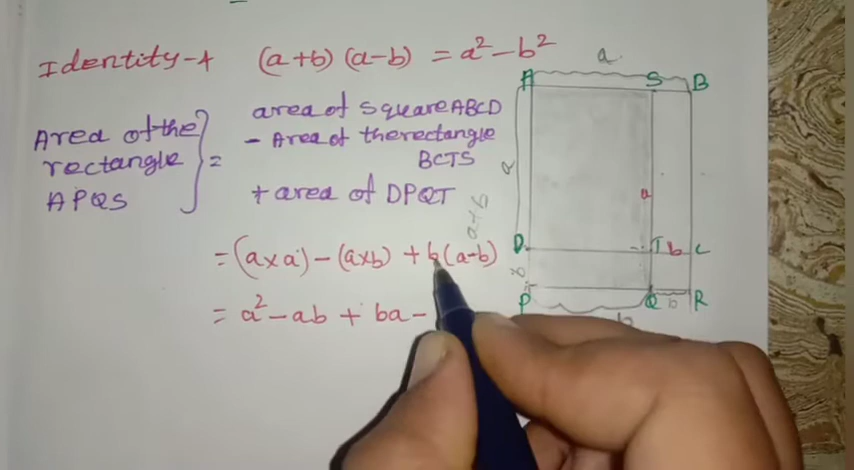 Identity-4 (a+b) (a-b) = a² - b²
Area of the rectangle APQS } =
area of square ABCD
- Area of the rectangle
BCTS
+ area of DPQT
= (a×a) - (a×b) + b(a-b)
= a² - ab + ba -
a
A S B
a a
a+b
D T b C
b
P Q b R